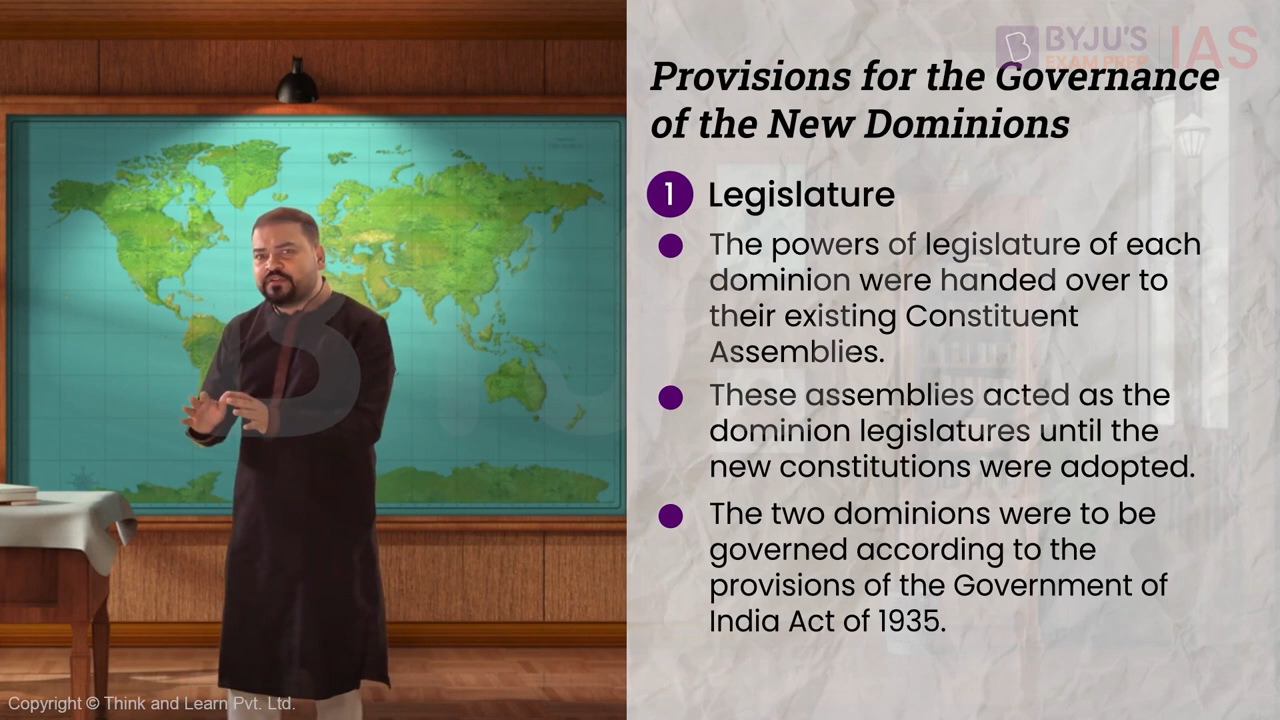 BYJU'S
EXAM PREP
IAS
Provisions for the Governance
of the New Dominions
1 Legislature
The powers of legislature of each
dominion were handed over to
their existing Constituent
Assemblies.
These assemblies acted as the
dominion legislatures until the
new constitutions were adopted.
The two dominions were to be
governed according to the
provisions of the Government of
India Act of 1935.
Copyright © Think and Learn Pvt. Ltd.